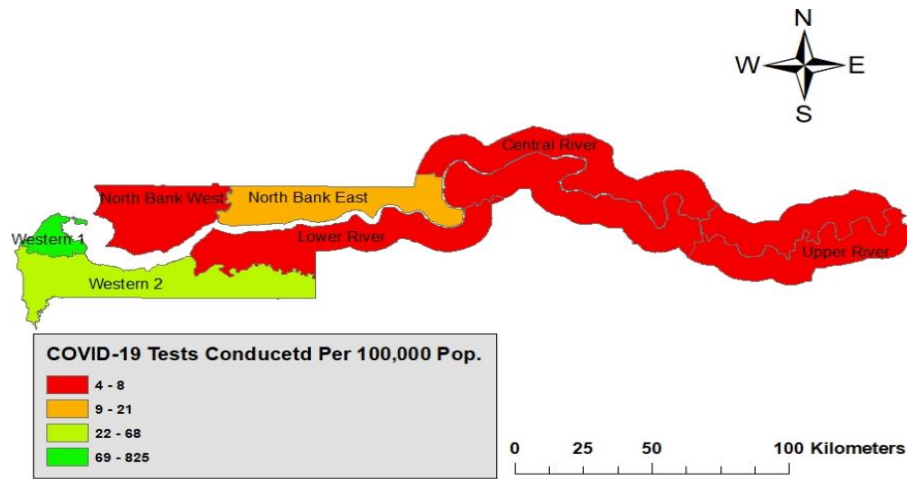 N
W E
S
Central River
North Bank West
North Bank East
Western 1
Lower River
Upper River
Western 2
COVID-19 Tests Conducetd Per 100,000 Pop.
4 - 8
9 - 21
22 - 68
69 - 825
0 25 50 100 Kilometers